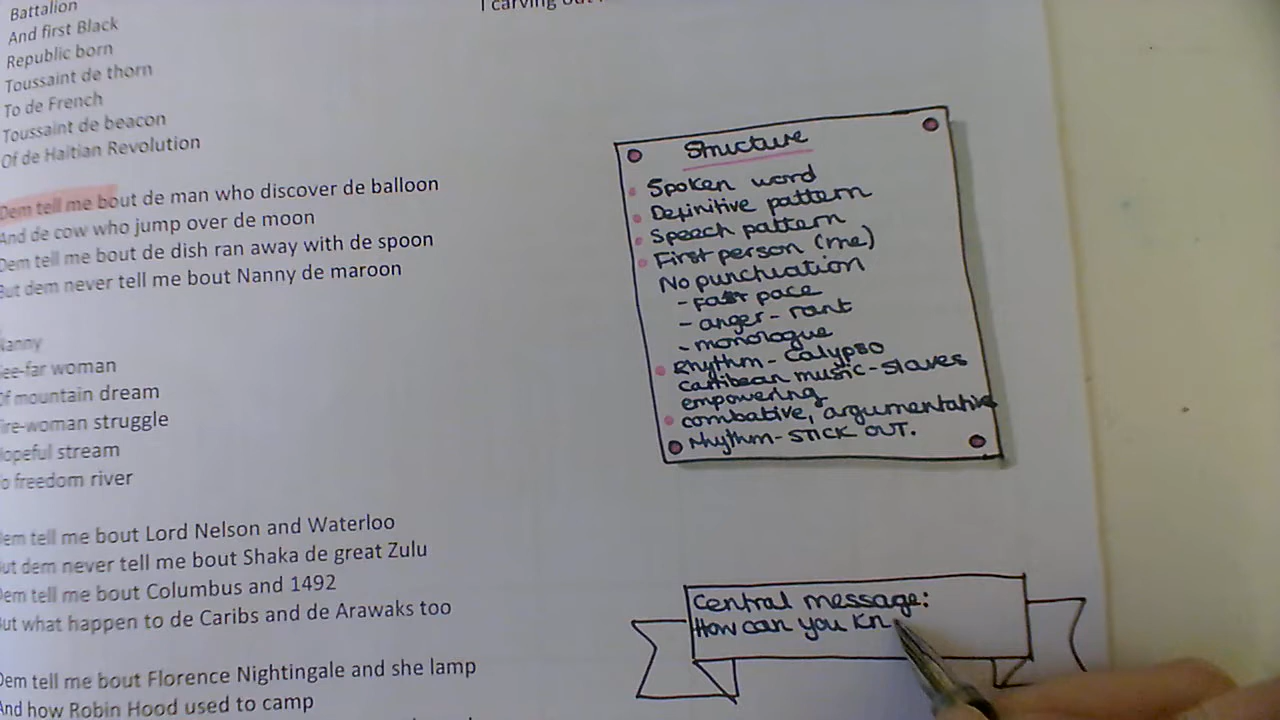 Battalion
And first Black
Republic born
Toussaint de thorn
To de French
Toussaint de beacon
Of de Haitian Revolution
Dem tell me bout de man who discover de balloon
And de cow who jump over de moon
Dem tell me bout de dish ran away with de spoon
But dem never tell me bout Nanny de maroon
Nanny
ee-far woman
Of mountain dream
ire-woman struggle
Hopeful stream
To freedom river
Dem tell me bout Lord Nelson and Waterloo
But dem never tell me bout Shaka de great Zulu
Dem tell me bout Columbus and 1492
But what happen to de Caribs and de Arawaks too
Dem tell me bout Florence Nightingale and she lamp
And how Robin Hood used to camp
I carving out
Structure
Spoken word
Definitive pattern
Speech pattern
First person (me)
No punctuation
- fast pace
- anger - rant
- monologue
Rhythm - Calypso
caribean music - slaves
empowering
combative, argumentative
rhythm - STICK OUT.
Central message:
How can you kn